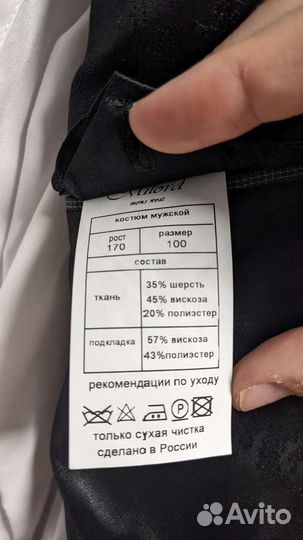 Milord
mens wear
костюм мужской
рост размер
170 100
состав
ткань
35% шерсть
45% вискоза
20% полиэстер
подкладка
57% вискоза
43%полиэстер
рекомендации по уходу
P
только сухая чистка
сделано в России
Avito